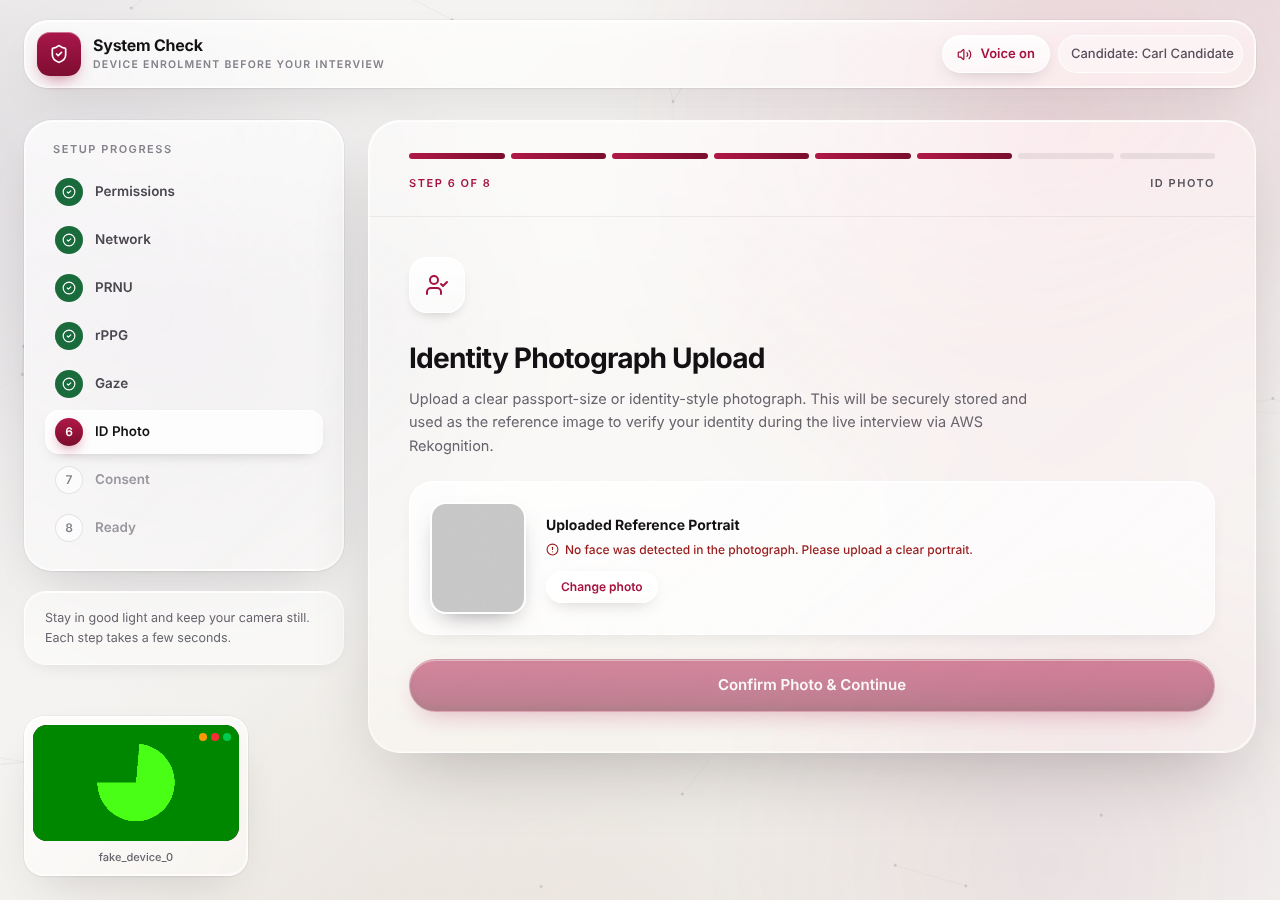 System Check
DEVICE ENROLMENT BEFORE YOUR INTERVIEW
Voice on
Candidate: Carl Candidate
SETUP PROGRESS
Permissions
Network
PRNU
rPPG
Gaze
6 ID Photo
7 Consent
8 Ready
Stay in good light and keep your camera still.
Each step takes a few seconds.
fake_device_0
STEP 6 OF 8
ID PHOTO
Identity Photograph Upload
Upload a clear passport-size or identity-style photograph. This will be securely stored and
used as the reference image to verify your identity during the live interview via AWS
Rekognition.
Uploaded Reference Portrait
No face was detected in the photograph. Please upload a clear portrait.
Change photo
Confirm Photo & Continue